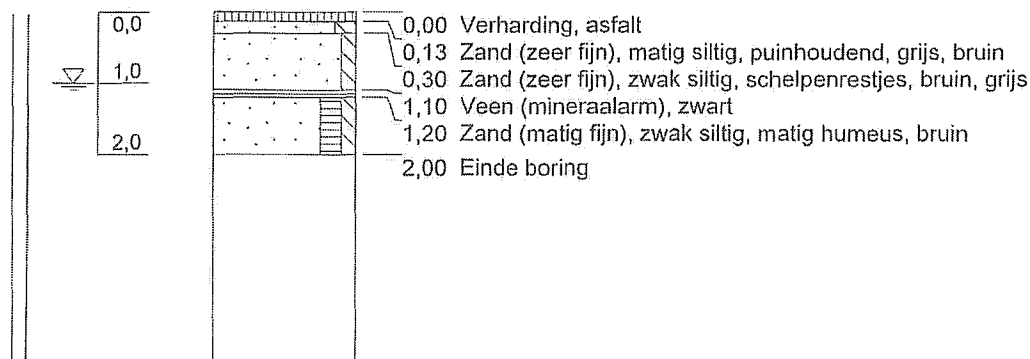 0,0
1,0
2,0
0,00 Verharding, asfalt
0,13 Zand (zeer fijn), matig siltig, puinhoudend, grijs, bruin
0,30 Zand (zeer fijn), zwak siltig, schelpenrestjes, bruin, grijs
1,10 Veen (mineraalarm), zwart
1,20 Zand (matig fijn), zwak siltig, matig humeus, bruin
2,00 Einde boring